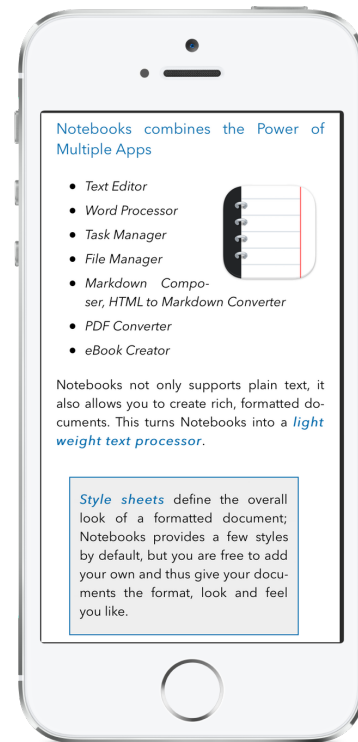 Notebooks combines the Power of
Multiple Apps
• Text Editor
• Word Processor
• Task Manager
• File Manager
• Markdown Compo-
ser, HTML to Markdown Converter
• PDF Converter
• eBook Creator
Notebooks not only supports plain text, it
also allows you to create rich, formatted do-
cuments. This turns Notebooks into a light
weight text processor.
Style sheets define the overall
look of a formatted document;
Notebooks provides a few styles
by default, but you are free to add
your own and thus give your docu-
ments the format, look and feel
you like.